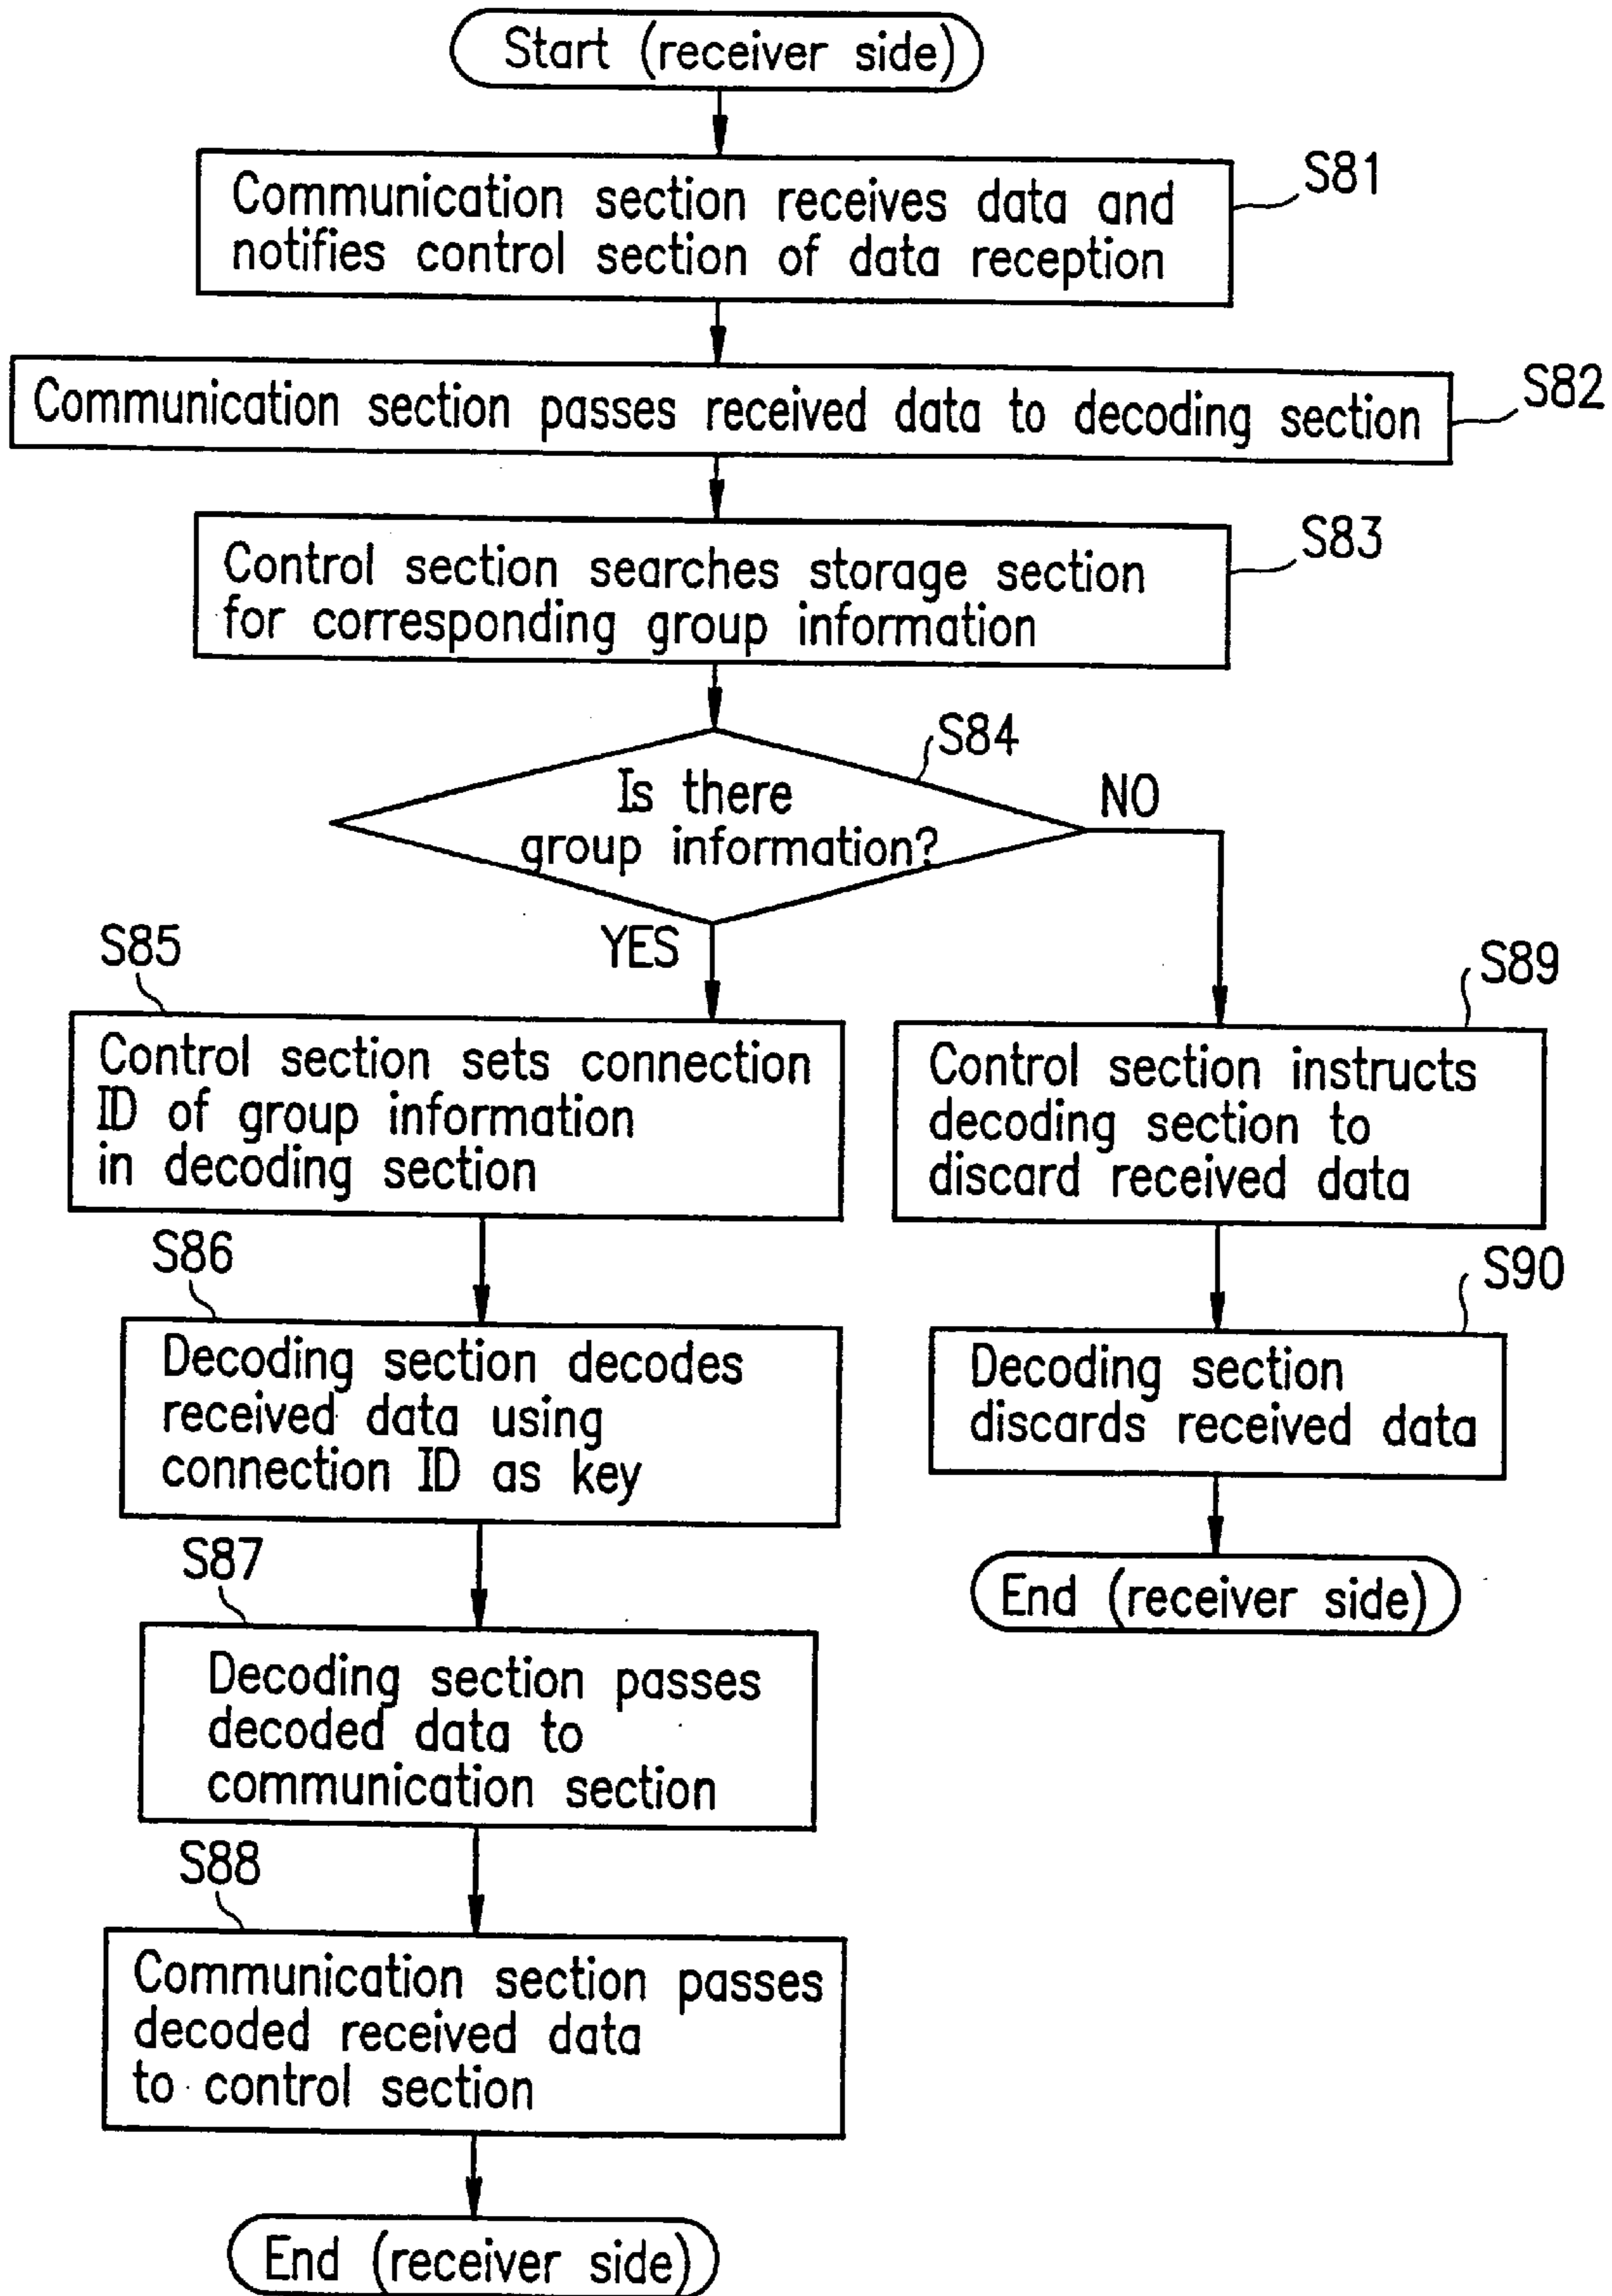 Start (receiver side)
Communication section receives data and
notifies control section of data reception
S81
Communication section passes received data to decoding section
S82
Control section searches storage section
for corresponding group information
S83
S84
Is there
group information?
NO
YES
S85
Control section sets connection
ID of group information
in decoding section
S86
Decoding section decodes
received data using
connection ID as key
S87
Decoding section passes
decoded data to
communication section
S88
Communication section passes
decoded received data
to control section
End (receiver side)
S89
Control section instructs
decoding section to
discard received data
S90
Decoding section
discards received data
End (receiver side)